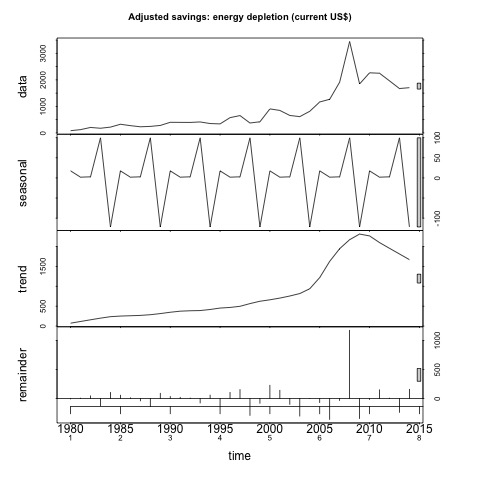 Adjusted savings: energy depletion (current US$)
data
0 1000 2000 3000
seasonal
-100 0 50 100
trend
0 500 1500
remainder
0 500 1000
1980 1985 1990 1995 2000 2005 2010 2015
1 2 3 4 5 6 7 8
time